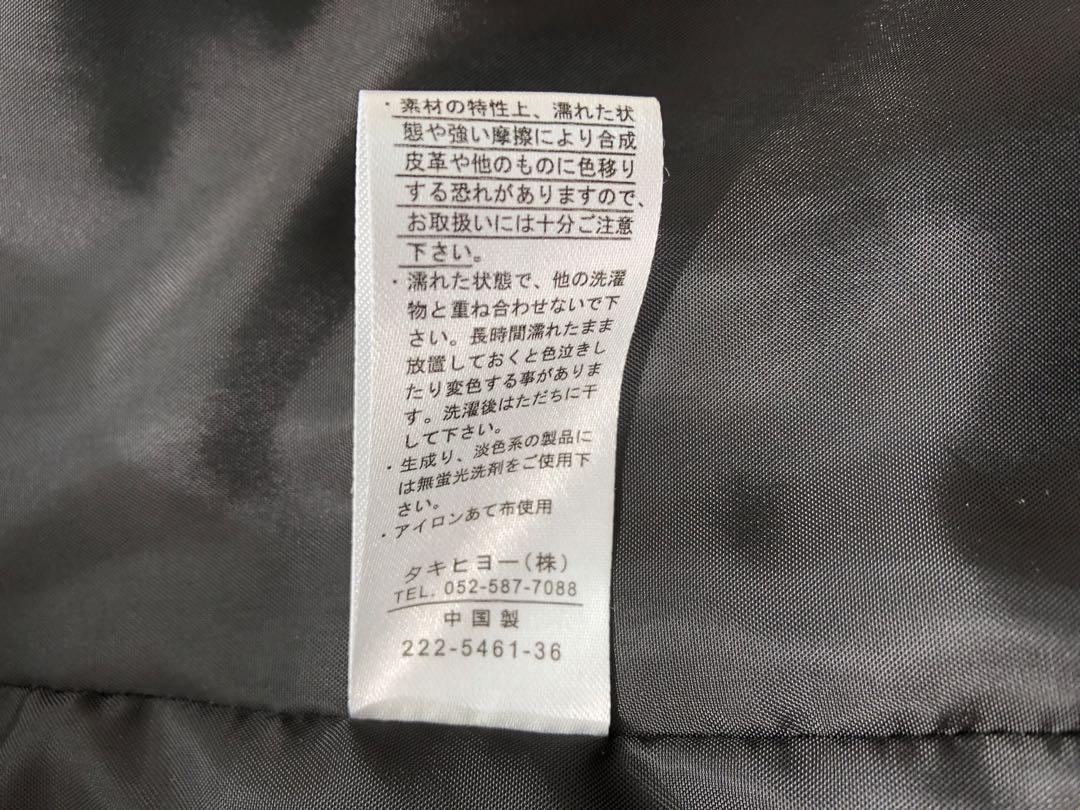 ・素材の特性上、濡れた状
態や強い摩擦により合成
皮革や他のものに色移り
する恐れがありますので、
お取扱いには十分ご注意
下さい。
・濡れた状態で、他の洗濯
物と重ね合わせないで下
さい。長時間濡れたまま
放置しておくと色泣きし
たり変色する事がありま
す。洗濯後はただちに干
して下さい。
・生成り、淡色系の製品に
は無蛍光洗剤をご使用下
さい。
・アイロンあて布使用
タキヒヨー(株)
TEL. 052-587-7088
中国製
222-5461-36